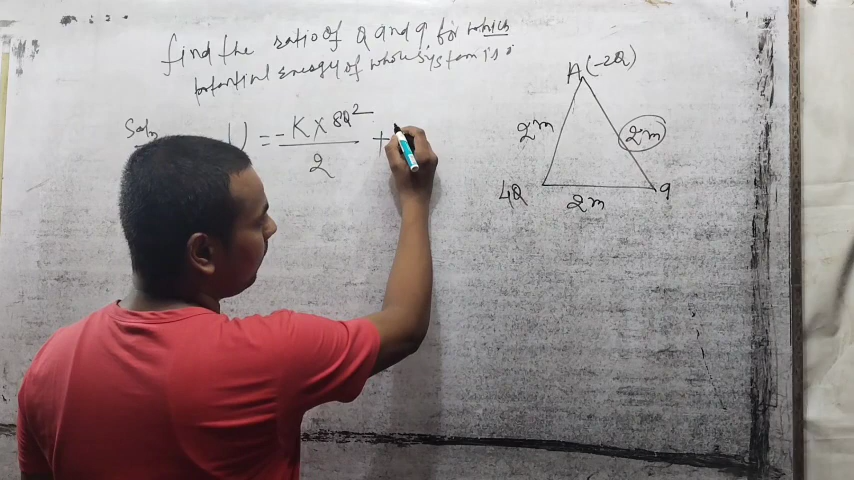 find the ratio of Q and q for which
potential energy of whole system is 0
Soln
U = -K x 8Q² +
2
A (-2Q)
2m
2m
4Q
2m
q